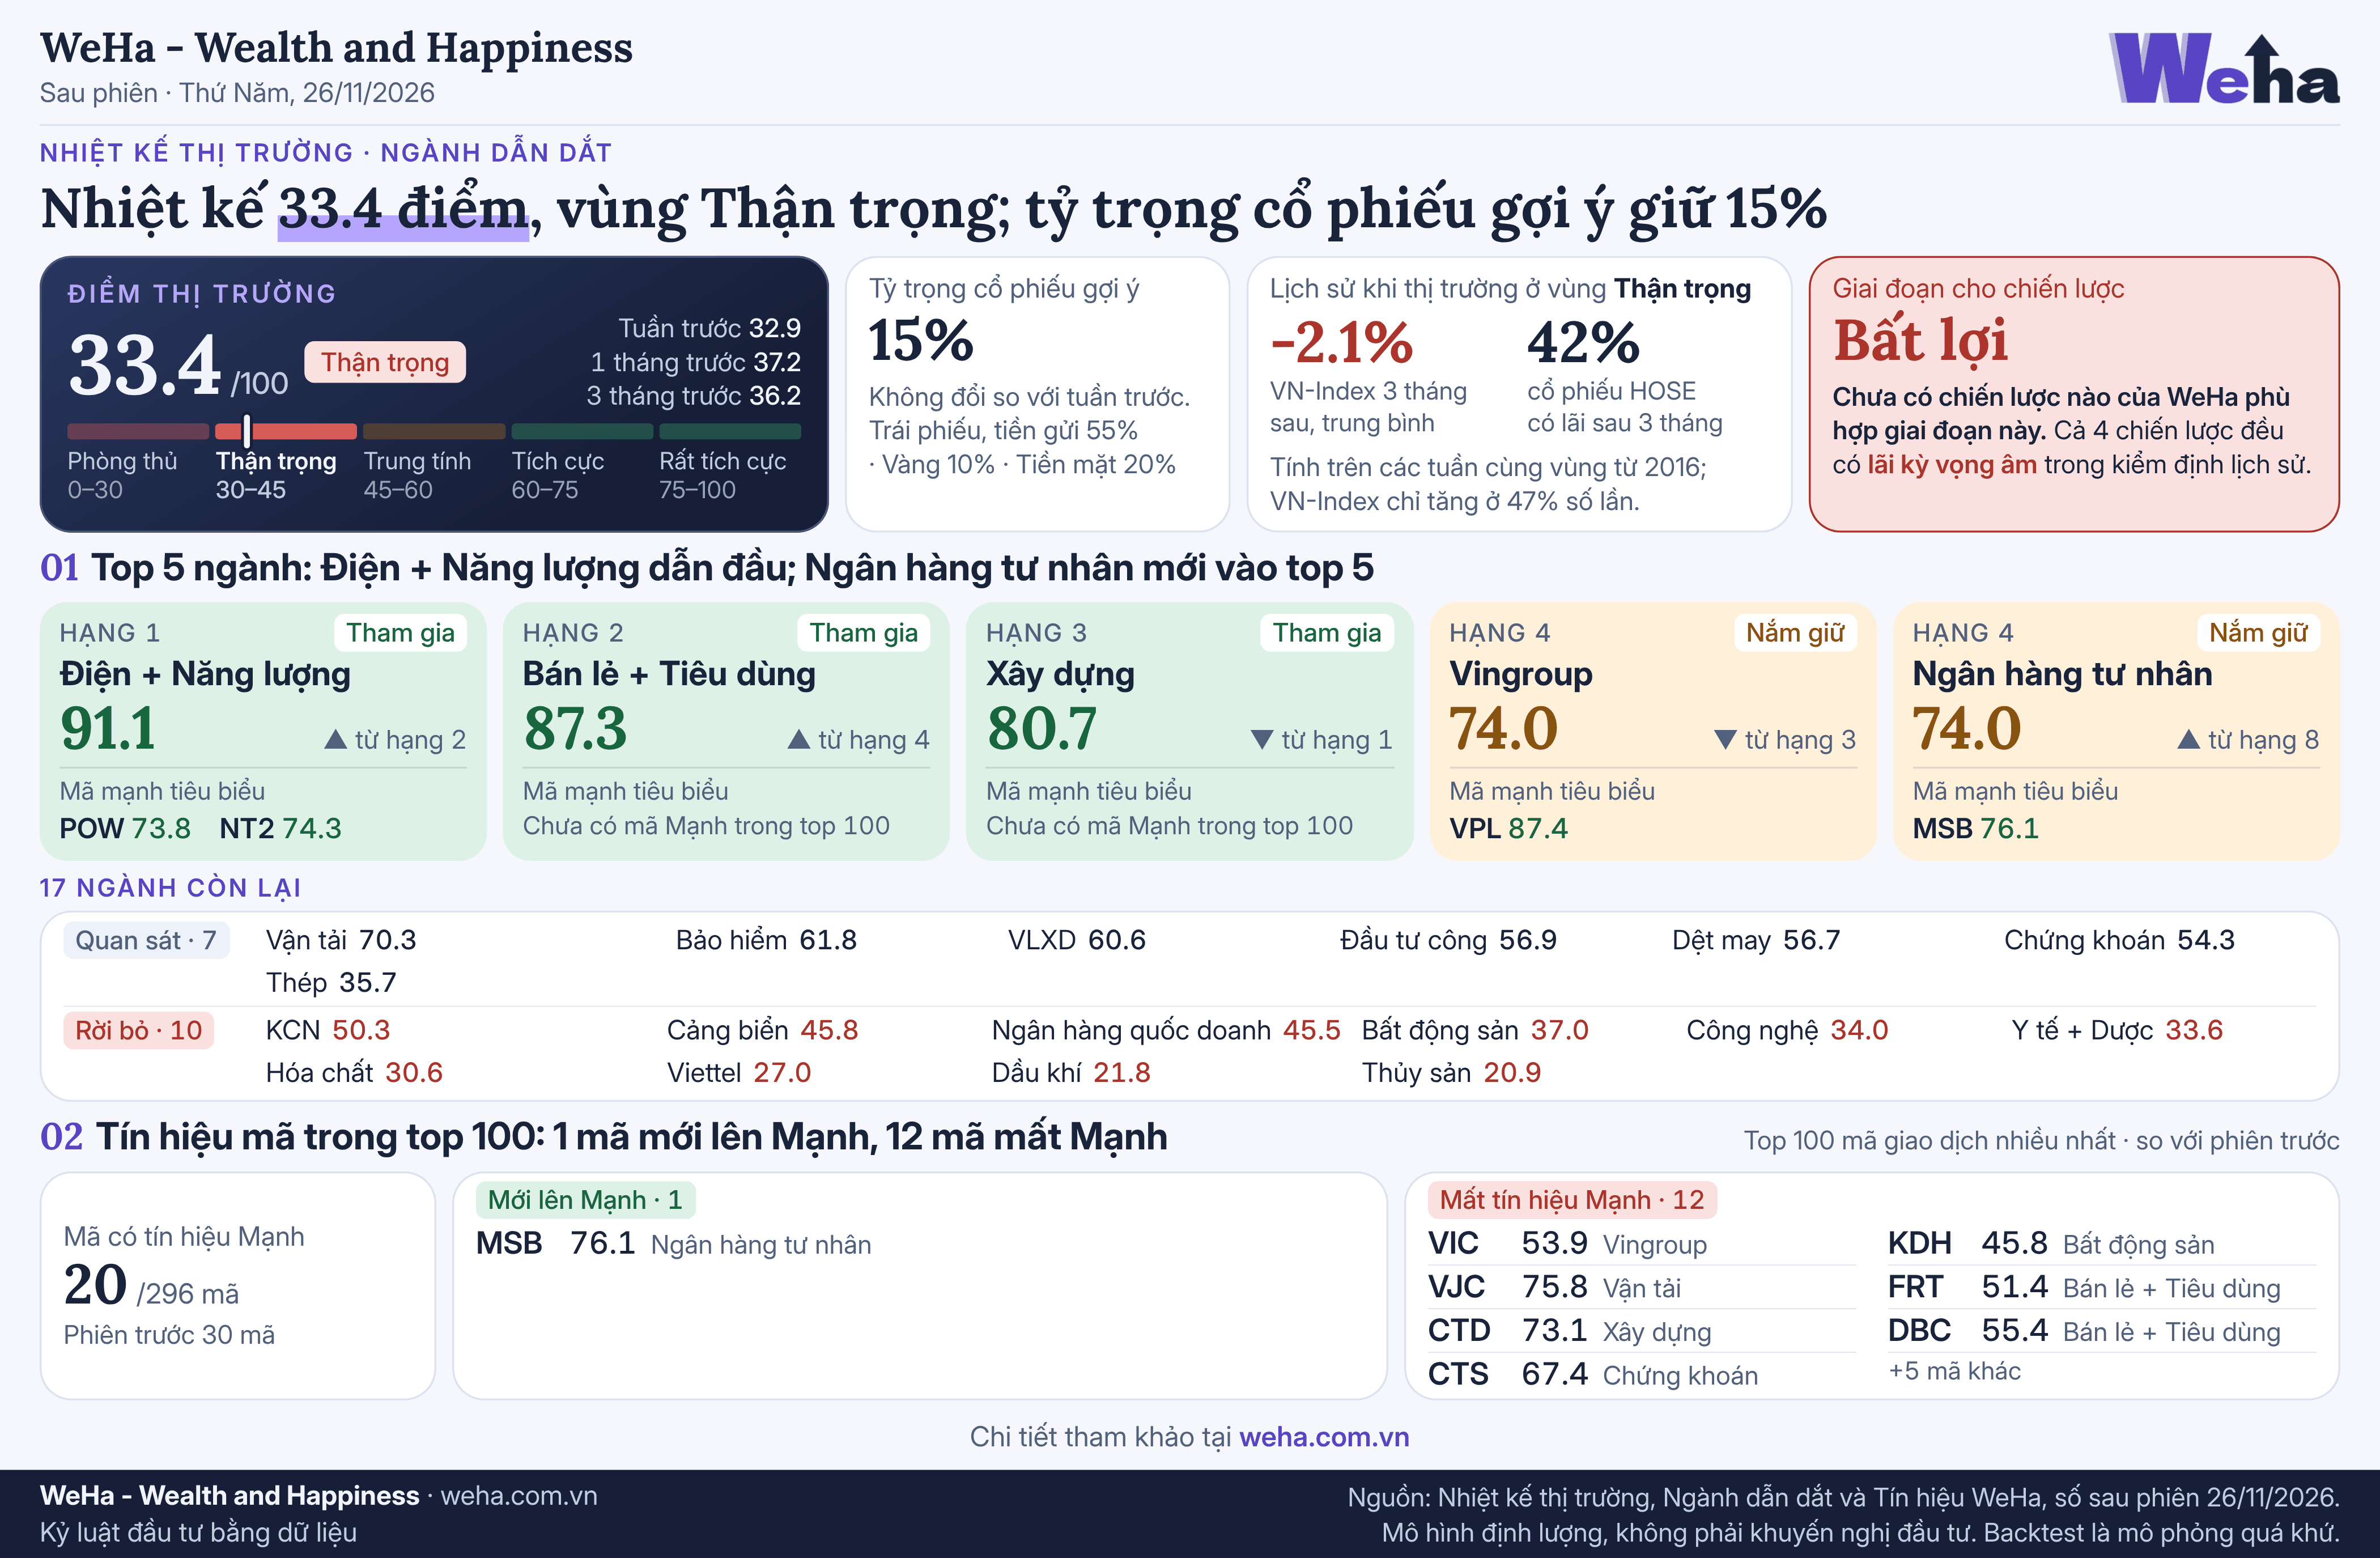 WeHa - Wealth and Happiness
Sau phiên · Thứ Năm, 26/11/2026
Weha
NHIỆT KẾ THỊ TRƯỜNG · NGÀNH DẪN DẮT
Nhiệt kế 33.4 điểm, vùng Thận trọng; tỷ trọng cổ phiếu gợi ý giữ 15%
ĐIỂM THỊ TRƯỜNG
33.4 /100 Thận trọng
Tuần trước 32.9
1 tháng trước 37.2
3 tháng trước 36.2
Phòng thủ Thận trọng Trung tính Tích cực Rất tích cực
0–30 30–45 45–60 60–75 75–100
Tỷ trọng cổ phiếu gợi ý
15%
Không đổi so với tuần trước.
Trái phiếu, tiền gửi 55%
· Vàng 10% · Tiền mặt 20%
Lịch sử khi thị trường ở vùng Thận trọng
-2.1% 42%
VN-Index 3 tháng cổ phiếu HOSE
sau, trung bình có lãi sau 3 tháng
Tính trên các tuần cùng vùng từ 2016;
VN-Index chỉ tăng ở 47% số lần.
Giai đoạn cho chiến lược
Bất lợi
Chưa có chiến lược nào của WeHa phù
hợp giai đoạn này. Cả 4 chiến lược đều
có lãi kỳ vọng âm trong kiểm định lịch sử.
01 Top 5 ngành: Điện + Năng lượng dẫn đầu; Ngân hàng tư nhân mới vào top 5
HẠNG 1 Tham gia
Điện + Năng lượng
91.1 ▲ từ hạng 2
Mã mạnh tiêu biểu
POW 73.8 NT2 74.3
HẠNG 2 Tham gia
Bán lẻ + Tiêu dùng
87.3 ▲ từ hạng 4
Mã mạnh tiêu biểu
Chưa có mã Mạnh trong top 100
HẠNG 3 Tham gia
Xây dựng
80.7 ▼ từ hạng 1
Mã mạnh tiêu biểu
Chưa có mã Mạnh trong top 100
HẠNG 4 Nắm giữ
Vingroup
74.0 ▼ từ hạng 3
Mã mạnh tiêu biểu
VPL 87.4
HẠNG 4 Nắm giữ
Ngân hàng tư nhân
74.0 ▲ từ hạng 8
Mã mạnh tiêu biểu
MSB 76.1
17 NGÀNH CÒN LẠI
Quan sát · 7 Vận tải 70.3 Bảo hiểm 61.8 VLXD 60.6 Đầu tư công 56.9 Dệt may 56.7 Chứng khoán 54.3
Thép 35.7
Rời bỏ · 10 KCN 50.3 Cảng biển 45.8 Ngân hàng quốc doanh 45.5 Bất động sản 37.0 Công nghệ 34.0 Y tế + Dược 33.6
Hóa chất 30.6 Viettel 27.0 Dầu khí 21.8 Thủy sản 20.9
02 Tín hiệu mã trong top 100: 1 mã mới lên Mạnh, 12 mã mất Mạnh
Top 100 mã giao dịch nhiều nhất · so với phiên trước
Mã có tín hiệu Mạnh
20 /296 mã
Phiên trước 30 mã
Mới lên Mạnh · 1
MSB 76.1 Ngân hàng tư nhân
Mất tín hiệu Mạnh · 12
VIC 53.9 Vingroup KDH 45.8 Bất động sản
VJC 75.8 Vận tải FRT 51.4 Bán lẻ + Tiêu dùng
CTD 73.1 Xây dựng DBC 55.4 Bán lẻ + Tiêu dùng
CTS 67.4 Chứng khoán +5 mã khác
Chi tiết tham khảo tại weha.com.vn
WeHa - Wealth and Happiness · weha.com.vn
Kỷ luật đầu tư bằng dữ liệu
Nguồn: Nhiệt kế thị trường, Ngành dẫn dắt và Tín hiệu WeHa, số sau phiên 26/11/2026.
Mô hình định lượng, không phải khuyến nghị đầu tư. Backtest là mô phỏng quá khứ.